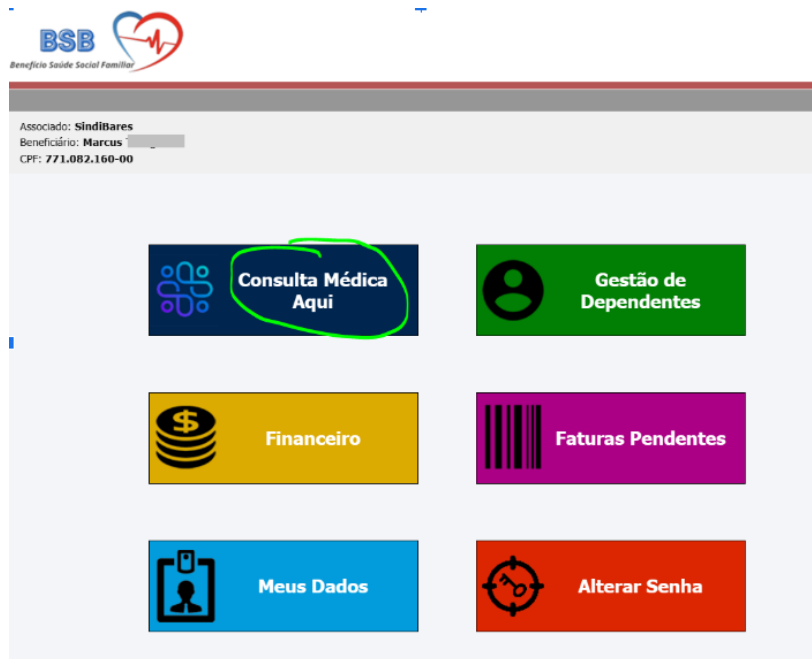 BSB
Benefício Saúde Social Familiar
Associado: SindiBares
Beneficiário: Marcus
CPF: 771.082.160-00
Consulta Médica
Aqui
Gestão de
Dependentes
Financeiro
Faturas Pendentes
Meus Dados
Alterar Senha